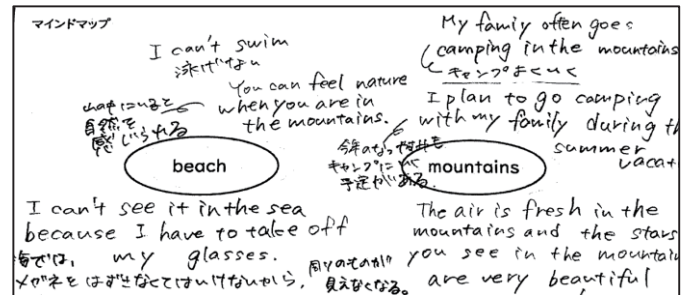 マインドマップ
I can't swim
泳げない
You can feel nature
when you are in
the mountains.
山中にいると
自然を
感じられる
My family often goes
camping in the mountains
キャンプよくいく
I plan to go camping
with my family during th
summer
vacat
今年のなつ休みも
キャンプに
予定がある.
beach
mountains
I can't see it in the sea
because I have to take off
my glasses.
海では,
メガネをはずさなくてはいけないから,
周りのものが
見えなくなる。
The air is fresh in the
mountains and the stars
you see in the mountain
are very beautiful